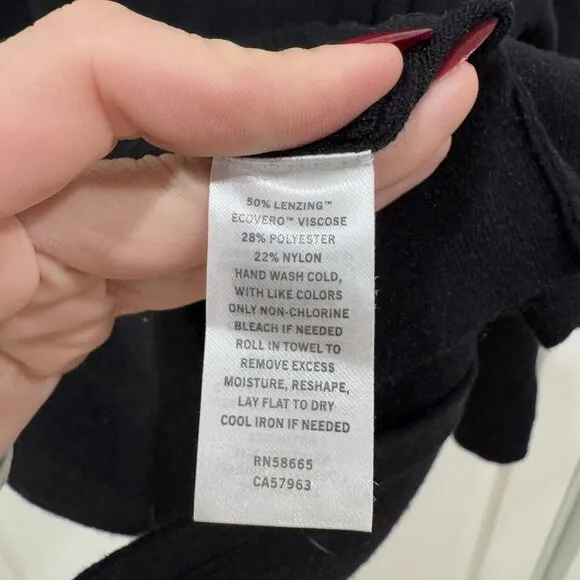 50% LENZING™
ECOVERO™ VISCOSE
28% POLYESTER
22% NYLON
HAND WASH COLD,
WITH LIKE COLORS
ONLY NON-CHLORINE
BLEACH IF NEEDED
ROLL IN TOWEL TO
REMOVE EXCESS
MOISTURE, RESHAPE,
LAY FLAT TO DRY
COOL IRON IF NEEDED
RN58665
CA57963